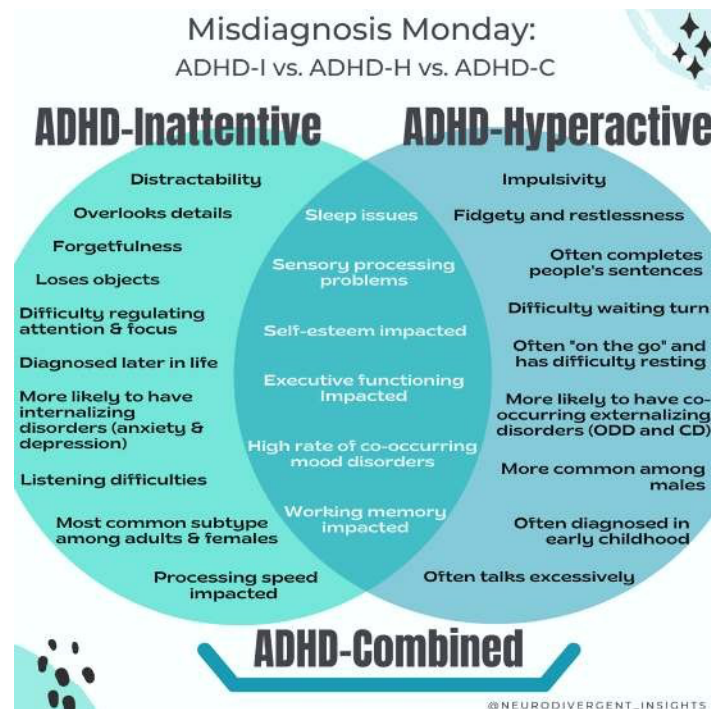 Misdiagnosis Monday:
ADHD-I vs. ADHD-H vs. ADHD-C
ADHD-Inattentive
Distractability
Overlooks details
Forgetfulness
Loses objects
Difficulty regulating
attention & focus
Diagnosed later in life
More likely to have
internalizing
disorders (anxiety &
depression)
Listening difficulties
Most common subtype
among adults & females
Processing speed
impacted
Sleep issues
Sensory processing
problems
Self-esteem impacted
Executive functioning
Impacted
High rate of co-occurring
mood disorders
Working memory
impacted
ADHD-Hyperactive
Impulsivity
Fidgety and restlessness
Often completes
people's sentences
Difficulty waiting turn
Often "on the go" and
has difficulty resting
More likely to have co-
occurring externalizing
disorders (ODD and CD)
More common among
males
Often diagnosed in
early childhood
Often talks excessively
ADHD-Combined
@NEURODIVERGENT_INSIGHTS